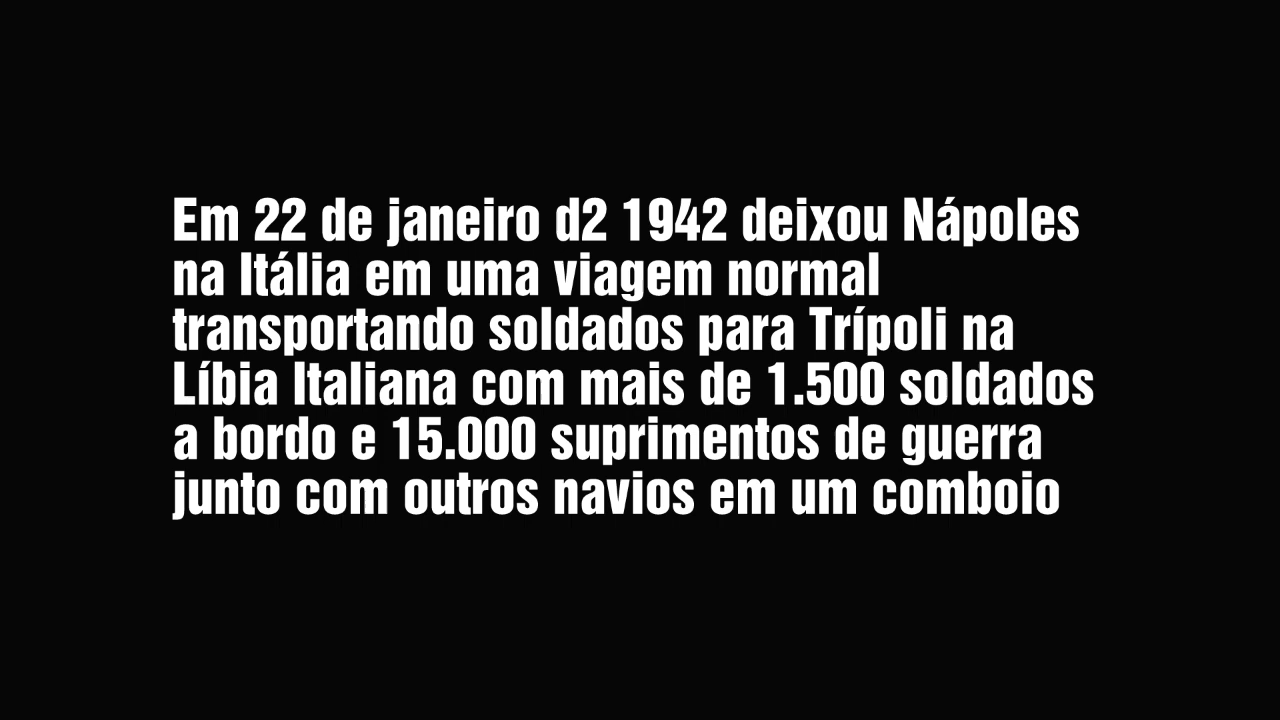 Em 22 de janeiro d2 1942 deixou Nápoles
na Itália em uma viagem normal
transportando soldados para Trípoli na
Líbia Italiana com mais de 1.500 soldados
a bordo e 15.000 suprimentos de guerra
junto com outros navios em um comboio